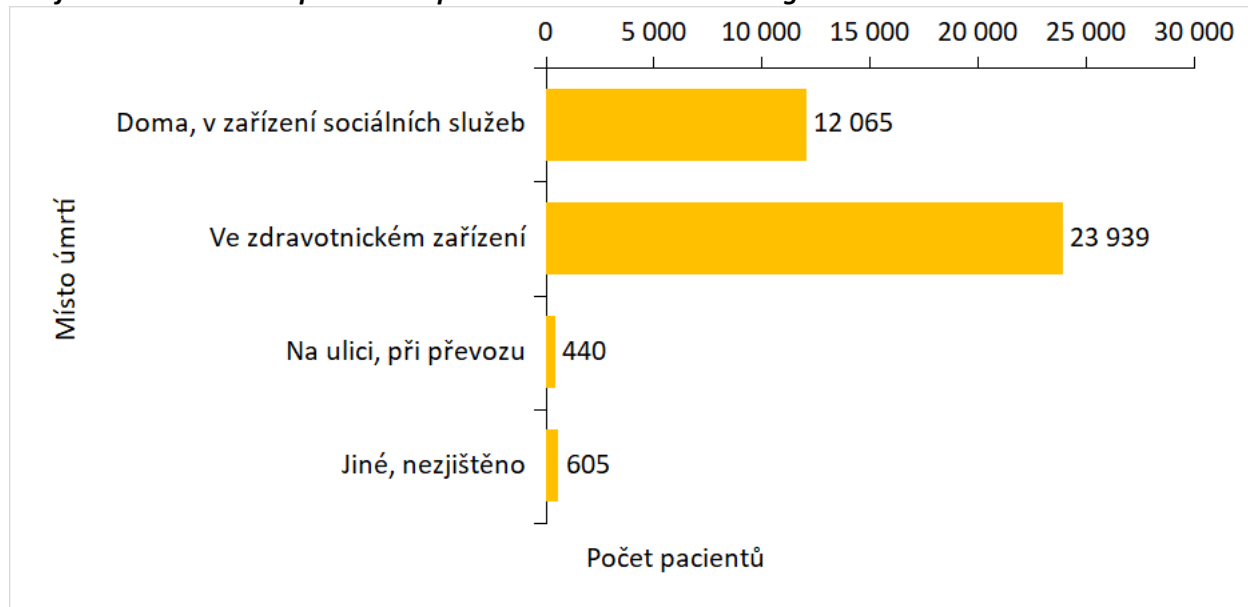 0 5 000 10 000 15 000 20 000 25 000 30 000
Doma, v zařízení sociálních služeb 12 065
Ve zdravotnickém zařízení 23 939
Na ulici, při převozu 440
Jiné, nezjištěno 605
Místo úmrtí
Počet pacientů